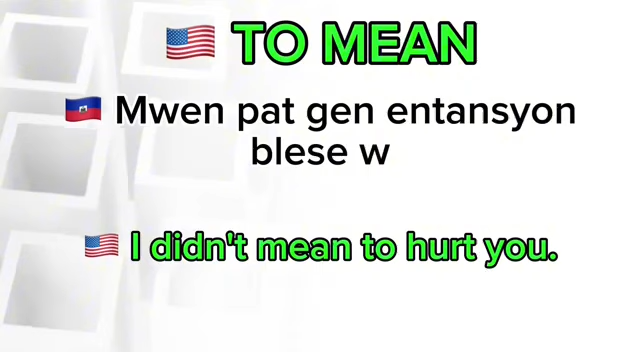 🇺🇸 TO MEAN
🇭🇹 Mwen pat gen entansyon
blese w
🇺🇸 I didn't mean to hurt you.